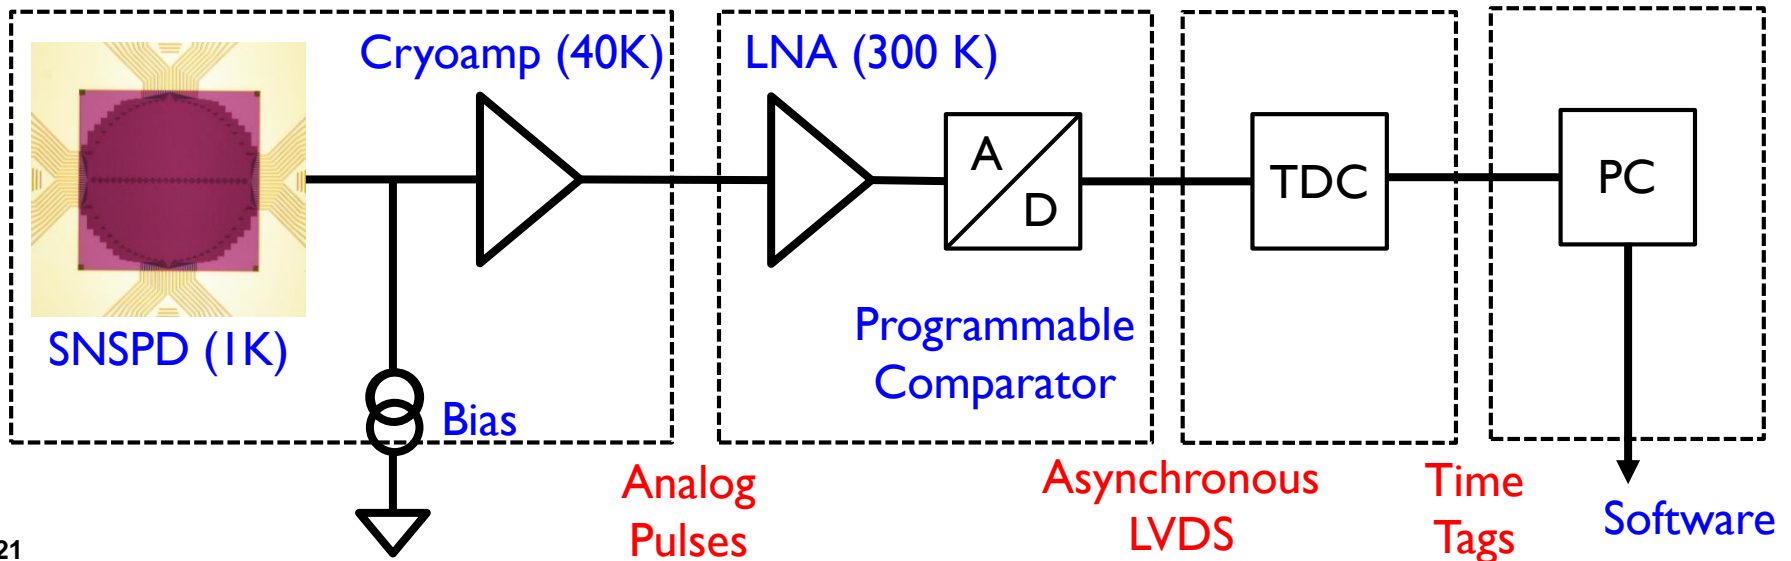 Cryoamp (40K)
LNA (300 K)
A
D
TDC
PC
SNSPD (1K)
Programmable
Comparator
Bias
Analog
Pulses
Asynchronous
LVDS
Time
Tags
Software
21